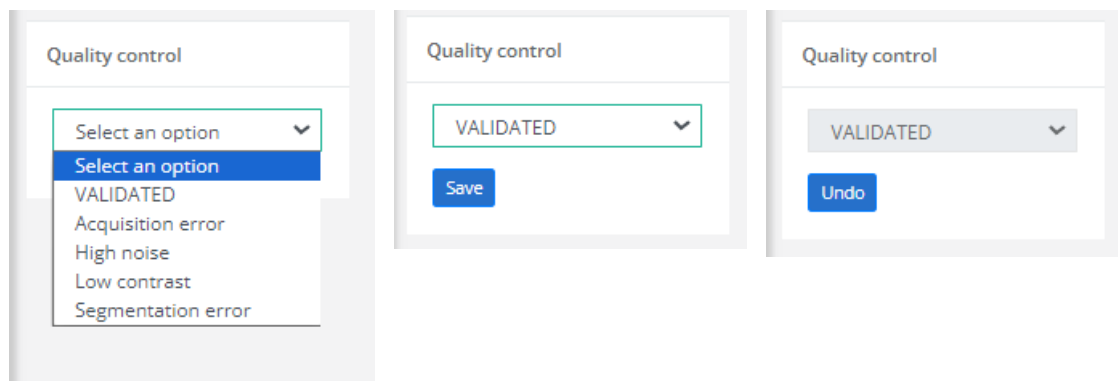 Quality control
Select an option
Select an option
VALIDATED
Acquisition error
High noise
Low contrast
Segmentation error
Quality control
VALIDATED
Save
Quality control
VALIDATED
Undo